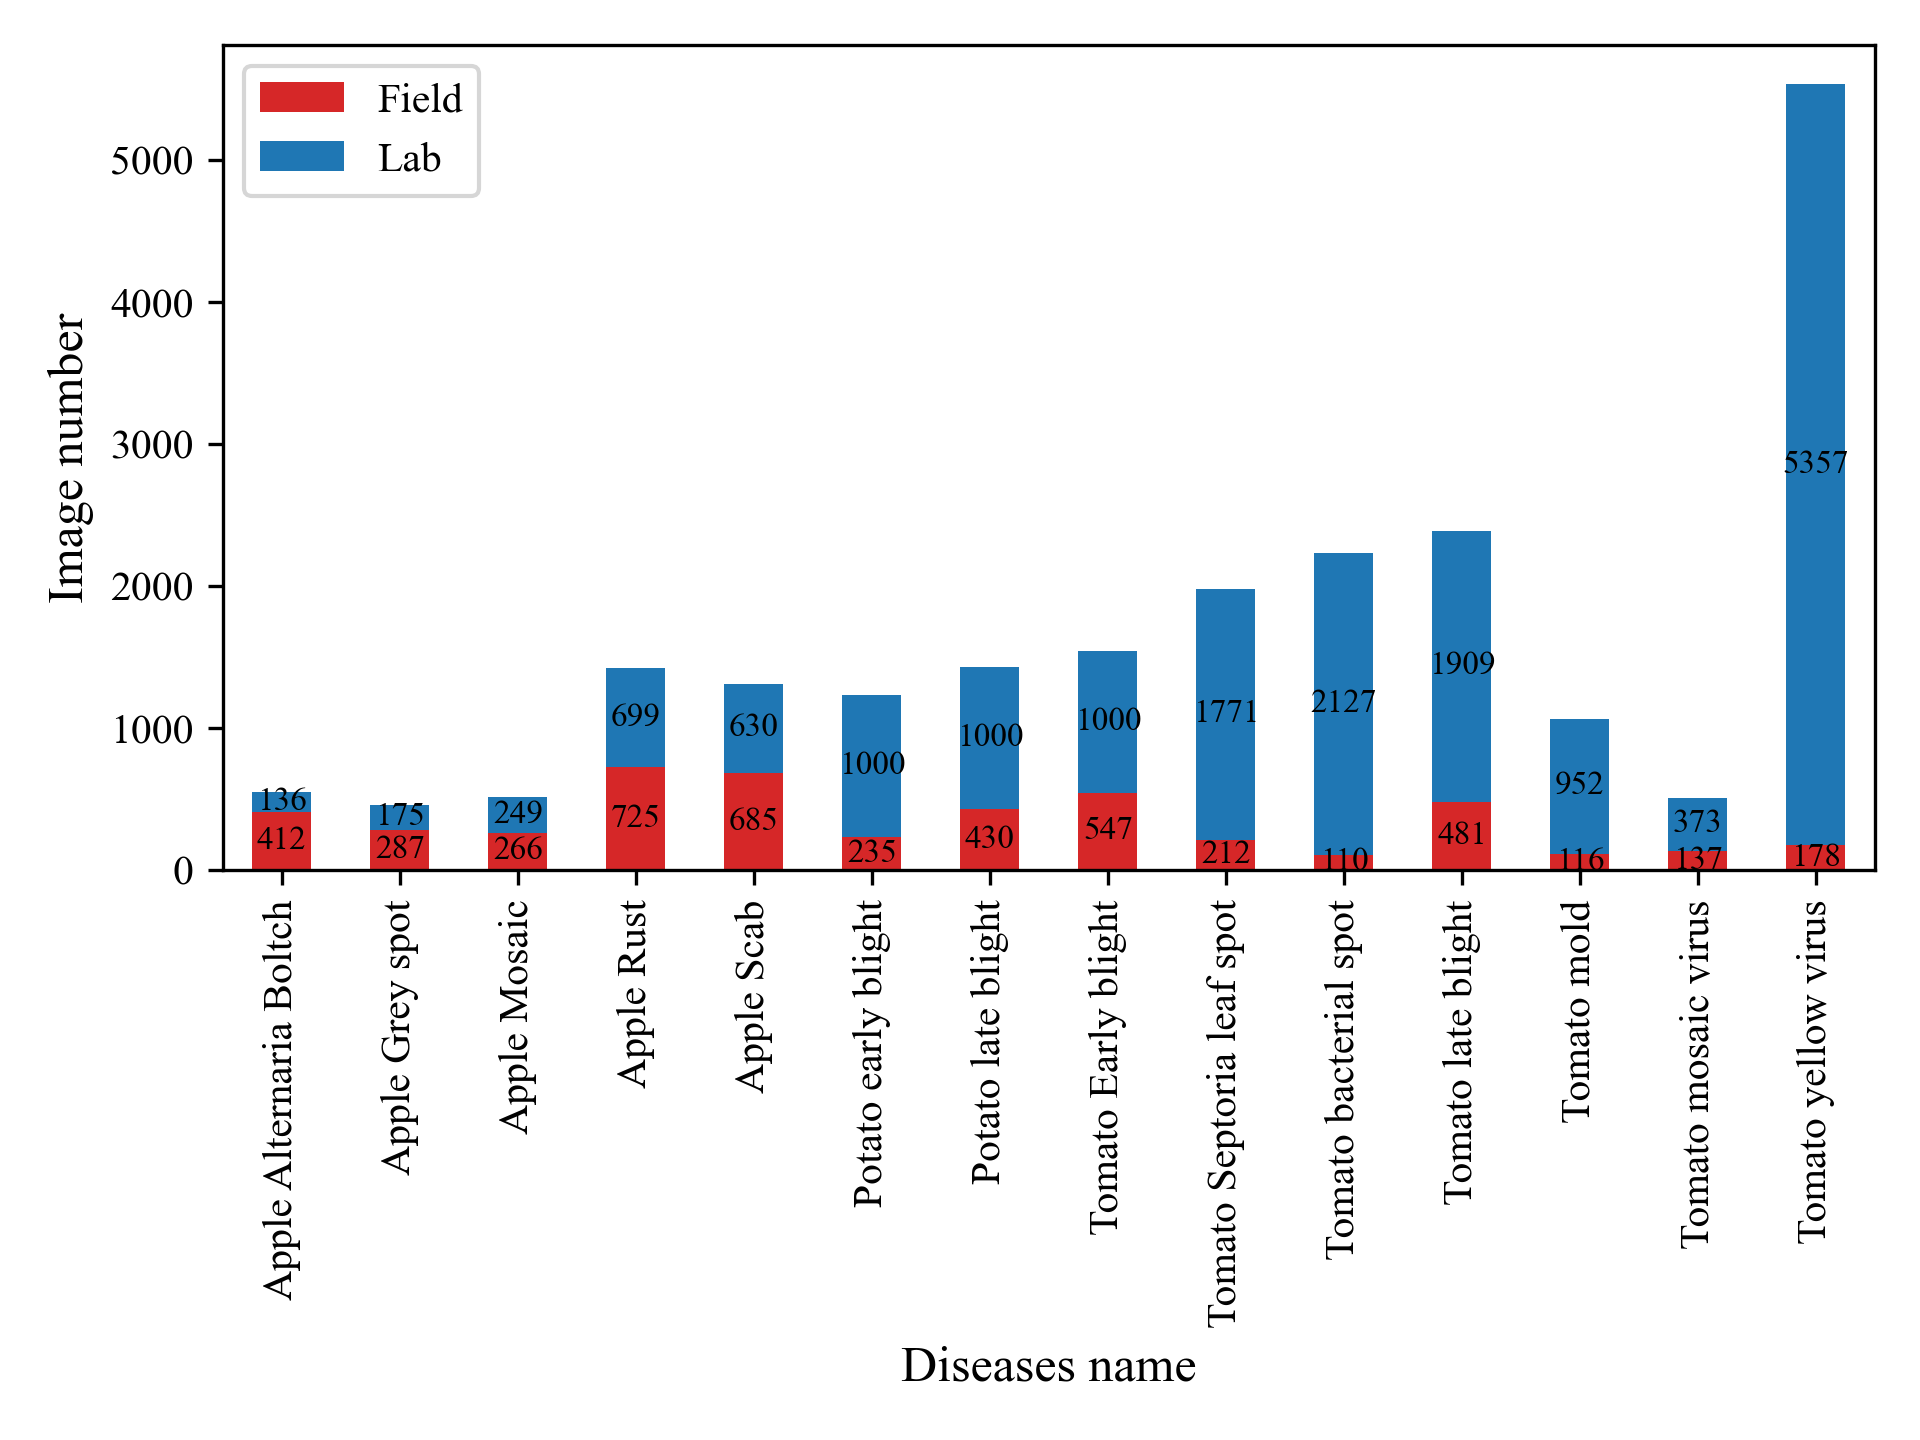 Field
Lab
Image number
5000
4000
3000
2000
1000
0
136
412
175
287
249
266
699
725
630
685
1000
235
1000
430
1000
547
1771
212
2127
110
1909
481
952
116
373
137
5357
178
Apple Alternaria Boltch
Apple Grey spot
Apple Mosaic
Apple Rust
Apple Scab
Potato early blight
Potato late blight
Tomato Early blight
Tomato Septoria leaf spot
Tomato bacterial spot
Tomato late blight
Tomato mold
Tomato mosaic virus
Tomato yellow virus
Diseases name